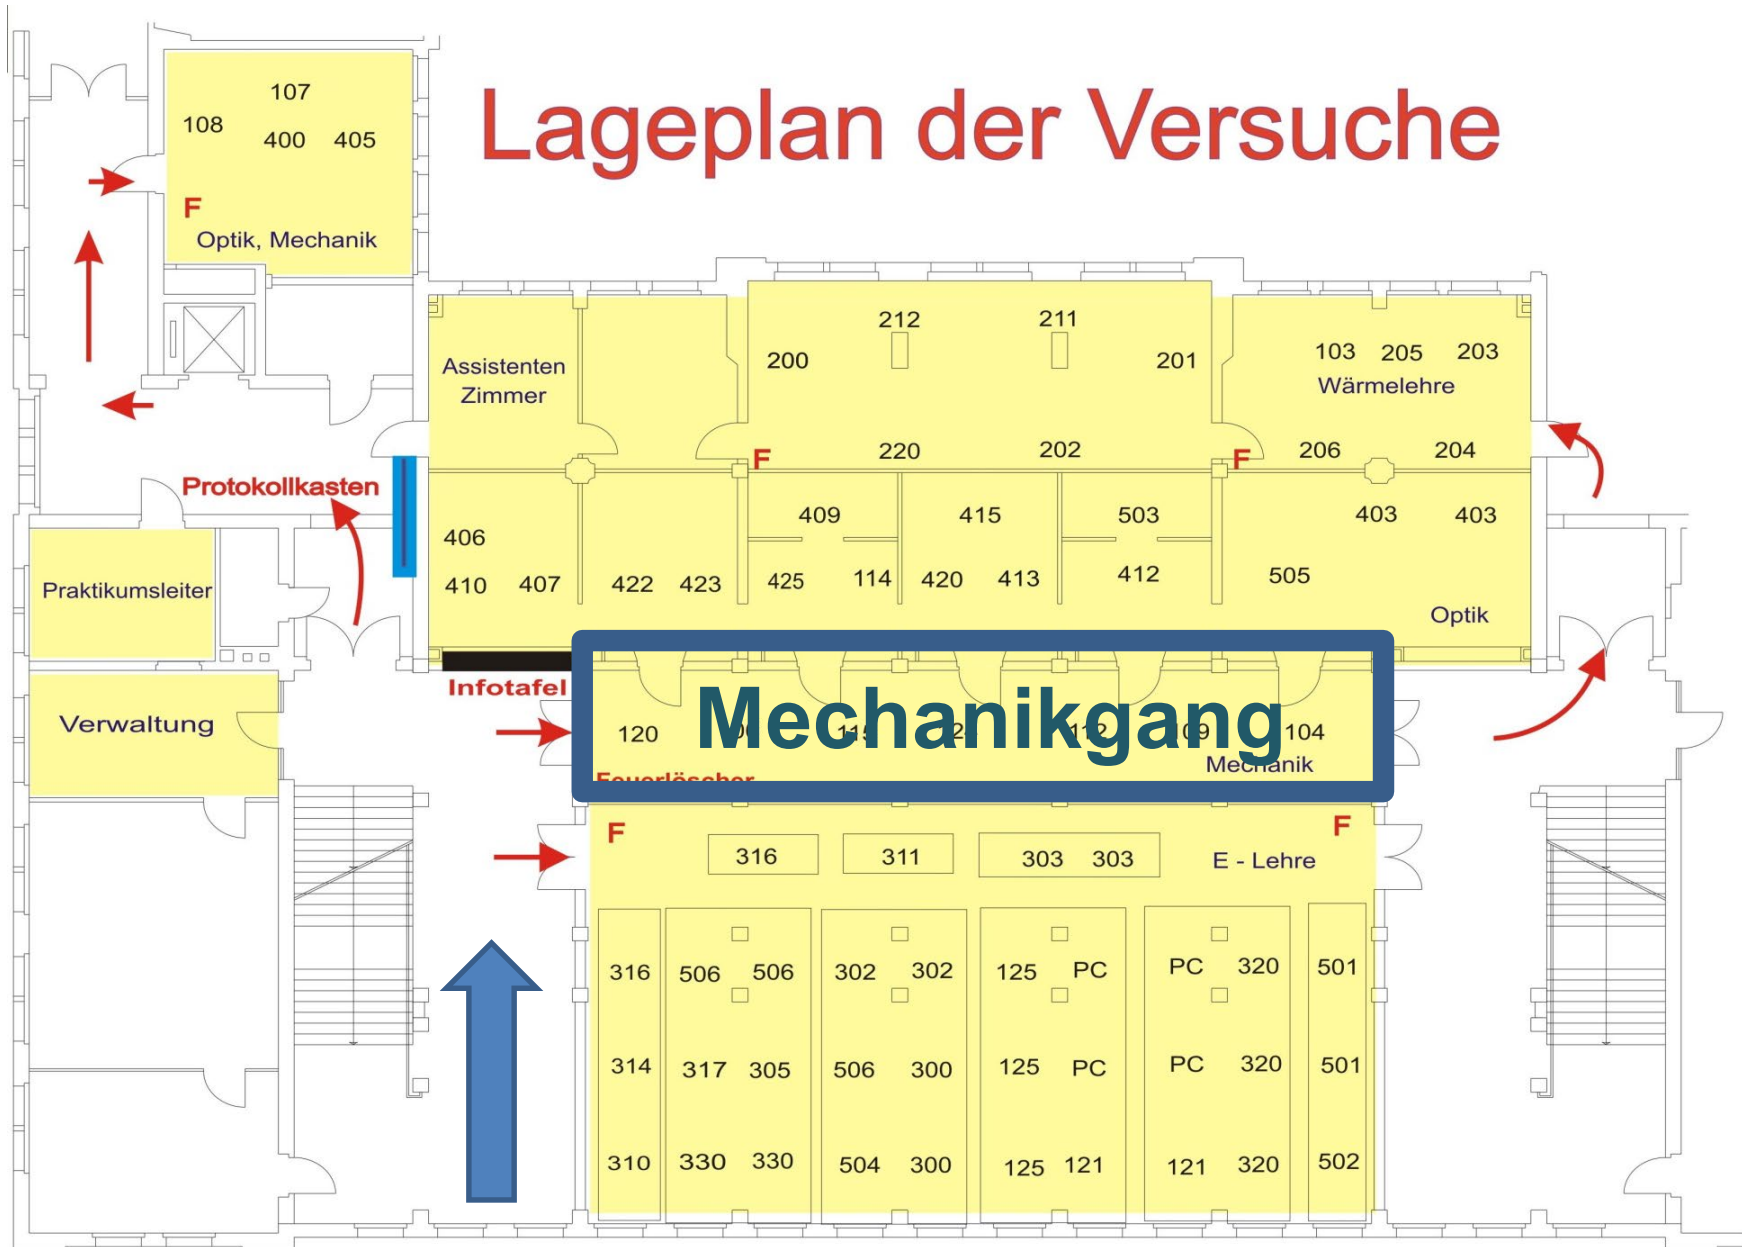 Lageplan der Versuche
107
108
400 405
F
Optik, Mechanik
212 211
200 201
103 205 203
Assistenten
Zimmer
Wärmelehre
220 202
206 204
F F
Protokollkasten
409 415 503
403 403
406
410 407
422 423
425 114
420 413
412
505
Praktikumsleiter
Optik
Infotafel
Verwaltung
Mechanikgang
120
109
104
Mechanik
Feuerlöscher
F F
316 311 303 303 E - Lehre
316 506 506 302 302 125 PC PC 320 501
314 317 305 506 300 125 PC PC 320 501
310 330 330 504 300 125 121 121 320 502